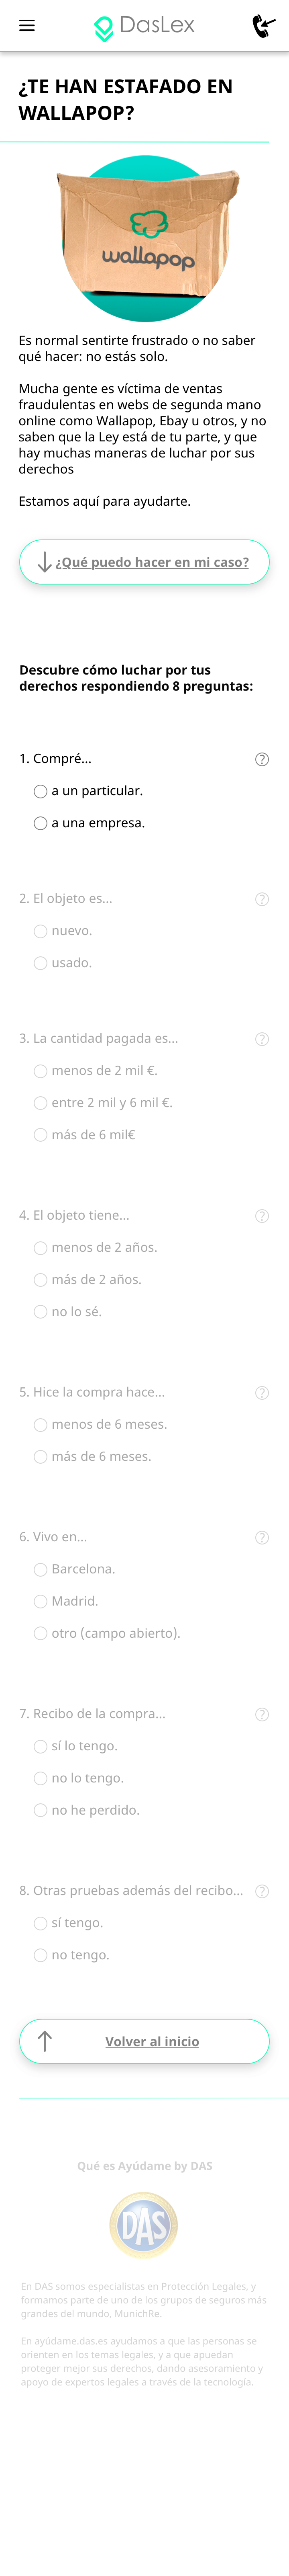 DasLex
¿TE HAN ESTAFADO EN
WALLAPOP?
wallapop
Es normal sentirte frustrado o no saber
qué hacer: no estás solo.
Mucha gente es víctima de ventas
fraudulentas en webs de segunda mano
online como Wallapop, Ebay u otros, y no
saben que la Ley está de tu parte, y que
hay muchas maneras de luchar por sus
derechos
Estamos aquí para ayudarte.
¿Qué puedo hacer en mi caso?
Descubre cómo luchar por tus
derechos respondiendo 8 preguntas:
1. Compré... ?
a un particular.
a una empresa.
2. El objeto es... ?
nuevo.
usado.
3. La cantidad pagada es... ?
menos de 2 mil €.
entre 2 mil y 6 mil €.
más de 6 mil€
4. El objeto tiene... ?
menos de 2 años.
más de 2 años.
no lo sé.
5. Hice la compra hace... ?
menos de 6 meses.
más de 6 meses.
6. Vivo en... ?
Barcelona.
Madrid.
otro (campo abierto).
7. Recibo de la compra... ?
sí lo tengo.
no lo tengo.
no he perdido.
8. Otras pruebas además del recibo... ?
sí tengo.
no tengo.
Volver al inicio
Qué es Ayúdame by DAS
DAS
En DAS somos especialistas en Protección Legales, y
formamos parte de uno de los grupos de seguros más
grandes del mundo, MunichRe.
En ayúdame.das.es ayudamos a que las personas se
orienten en los temas legales, y a que apuedan
proteger mejor sus derechos, dando asesoramiento y
apoyo de expertos legales a través de la tecnología.